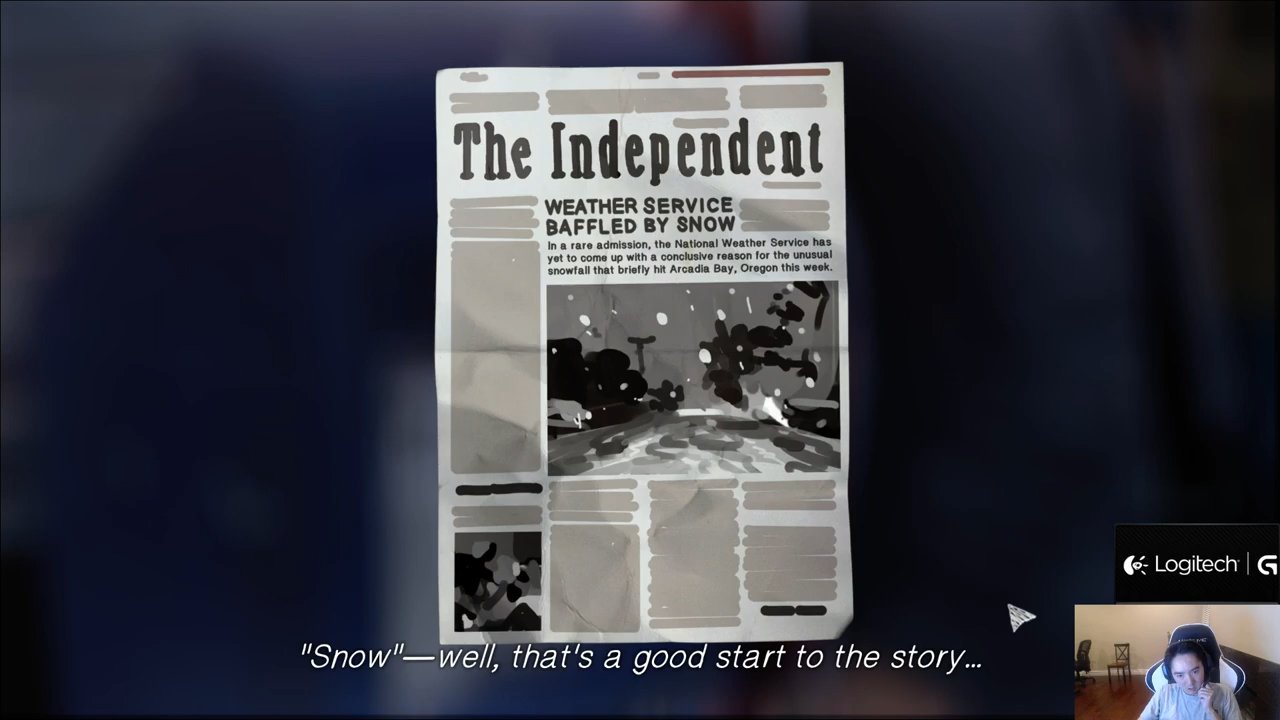 The Independent
WEATHER SERVICE
BAFFLED BY SNOW
In a rare admission, the National Weather Service has
yet to come up with a conclusive reason for the unusual
snowfall that briefly hit Arcadia Bay, Oregon this week.
Logitech | G
"Snow"—well, that's a good start to the story...